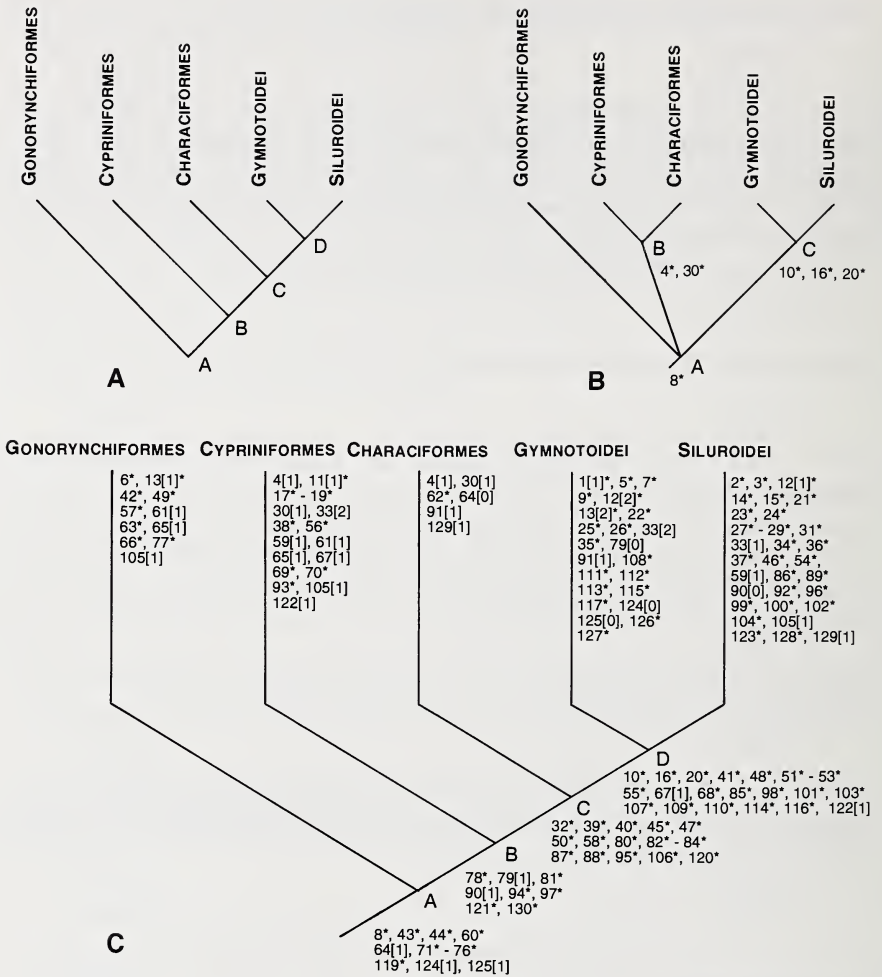 GONORYNCHIFORMES
CYPRINIFORMES
CHARACIFORMES
GYMNOTOIDEI
SILUROIDEI
D
C
B
A
A
GONORYNCHIFORMES
CYPRINIFORMES
CHARACIFORMES
GYMNOTOIDEI
SILUROIDEI
B
4*, 30*
C
10*, 16*, 20*
A
8*
B
GONORYNCHIFORMES
6*, 13[1]*
42*, 49*
57*, 61[1]
63*, 65[1]
66*, 77*
105[1]
CYPRINIFORMES
4[1], 11[1]*
17* - 19*
30[1], 33[2]
38*, 56*
59[1], 61[1]
65[1], 67[1]
69*, 70*
93*, 105[1]
122[1]
CHARACIFORMES
4[1], 30[1]
62*, 64[0]
91[1]
129[1]
GYMNOTOIDEI
1[1]*, 5*, 7*
9*, 12[2]*
13[2]*, 22*
25*, 26*, 33[2]
35*, 79[0]
91[1], 108*
111*, 112*
113*, 115*
117*, 124[0]
125[0], 126*
127*
SILUROIDEI
2*, 3*, 12[1]*
14*, 15*, 21*
23*, 24*
27* - 29*, 31*
33[1], 34*, 36*
37*, 46*, 54*,
59[1], 86*, 89*
90[0], 92*, 96*
99*, 100*, 102*
104*, 105[1]
123*, 128*, 129[1]
D
10*, 16*, 20*, 41*, 48*, 51* - 53*
55*, 67[1], 68*, 85*, 98*, 101*, 103*
107*, 109*, 110*, 114*, 116*, 122[1]
C
32*, 39*, 40*, 45*, 47*
50*, 58*, 80*, 82* - 84*
87*, 88*, 95*, 106*, 120*
B
78*, 79[1], 81*
90[1], 94*, 97*
121*, 130*
A
8*, 43*, 44*, 60*
64[1], 71* - 76*
119*, 124[1], 125[1]
C